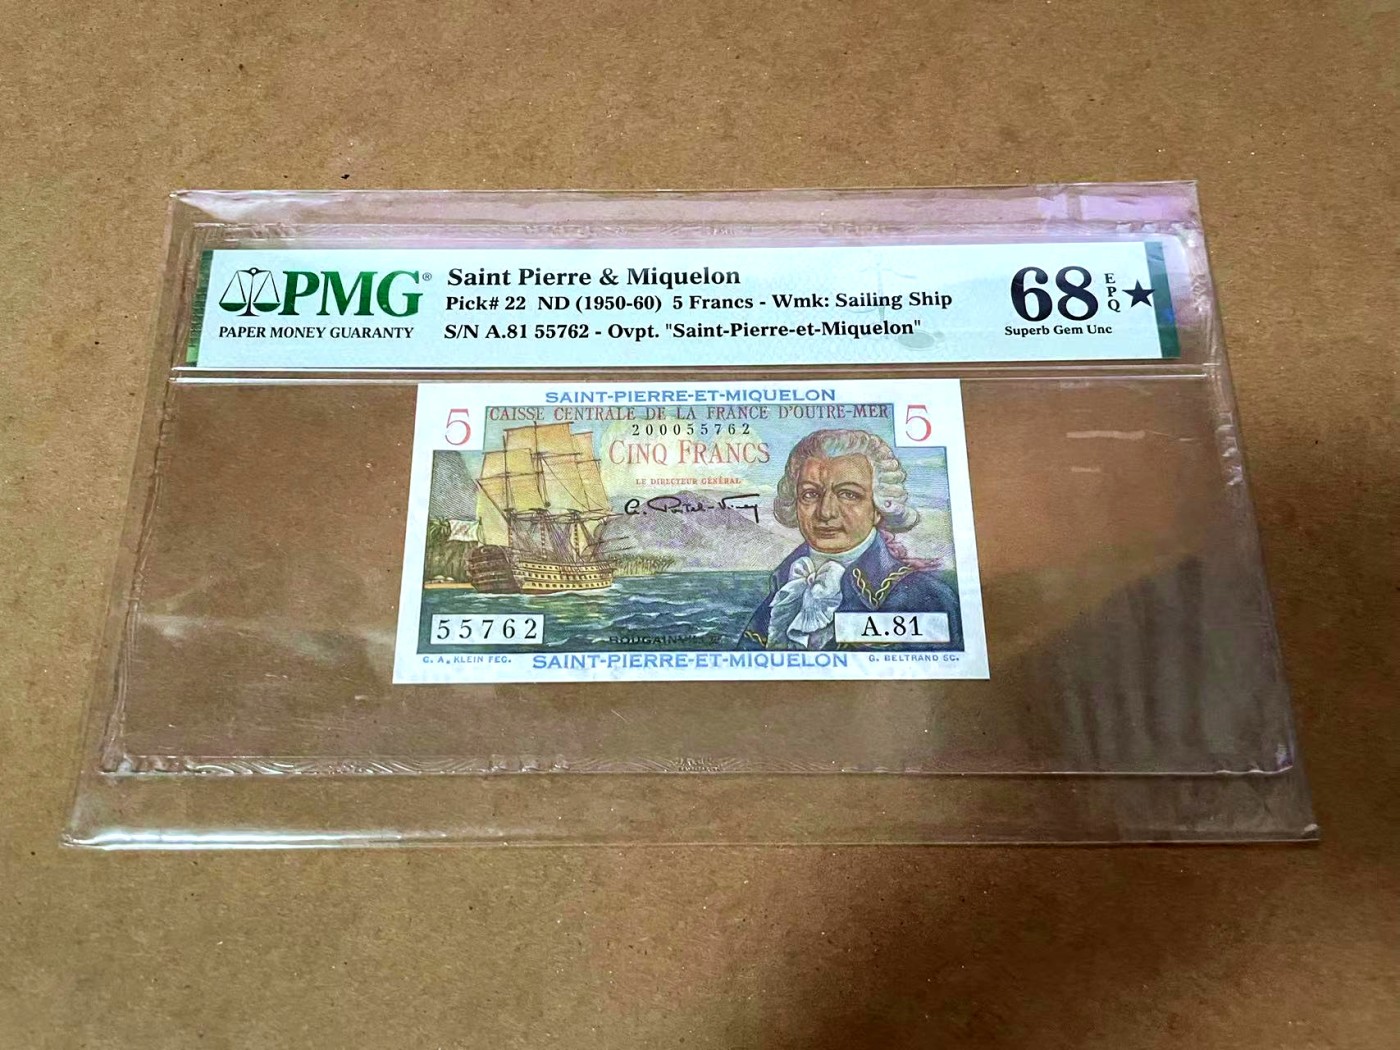 PMG®
PAPER MONEY GUARANTY
Saint Pierre & Miquelon
Pick# 22 ND (1950-60) 5 Francs - Wmk: Sailing Ship
S/N A.81 55762 - Ovpt. "Saint-Pierre-et-Miquelon"
68 EPQ ★
Superb Gem Unc
SAINT-PIERRE-ET-MIQUELON
5 CAISSE CENTRALE DE LA FRANCE D'OUTRE-MER 5
200055762
CINQ FRANCS
LE DIRECTEUR GÉNÉRAL
BOUGAINVILLE
55762 A.81
C. A. KLEIN FEC. SAINT-PIERRE-ET-MIQUELON G. BELTRAND SC.